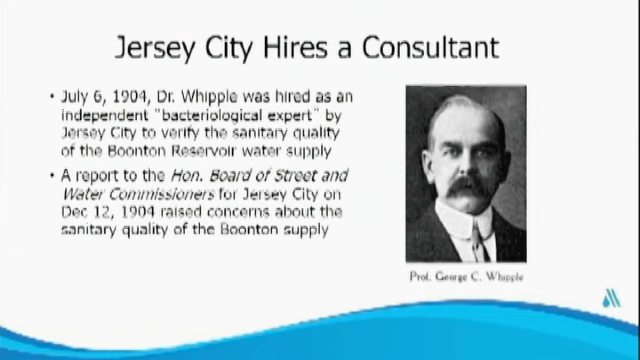 Jersey City Hires a Consultant
• July 6, 1904, Dr. Whipple was hired as an
independent "bacteriological expert" by
Jersey City to verify the sanitary quality
of the Boonton Reservoir water supply
• A report to the Hon. Board of Street and
Water Commissioners for Jersey City on
Dec 12, 1904 raised concerns about the
sanitary quality of the Boonton supply
Prof. George C. Whipple